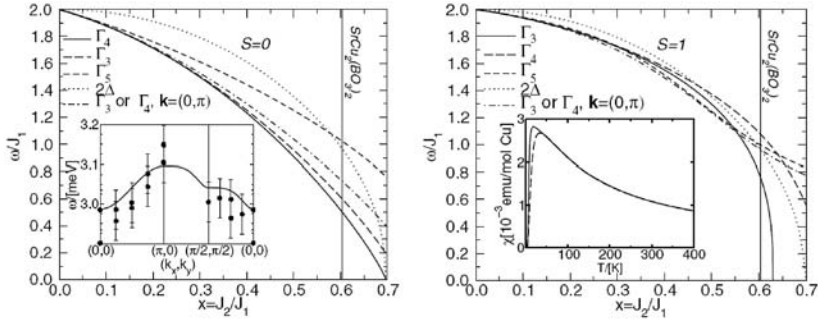 2.0
1.8
1.6
1.4
1.2
1.0
0.8
0.6
0.4
0.2
0.0
ω/J₁
S=0
SrCu₂(BO₃)₂
Γ₄
Γ₃
Γ₅
2Δ
Γ₃ or Γ₄, k=(0,π)
3.2
3.1
3.0
ω[meV]
(0,0) (π,0) (π/2,π/2) (0,0)
(kₓ,kᵧ)
0.0 0.1 0.2 0.3 0.4 0.5 0.6 0.7
x=J₂/J₁
2.0
1.8
1.6
1.4
1.2
1.0
0.8
0.6
0.4
0.2
0.0
ω/J₁
S=1
SrCu₂(BO₃)₂
Γ₃
Γ₄
Γ₅
2Δ
Γ₃ or Γ₄, k=(0,π)
3
2
1
0
χ[10⁻³ emu/mol Cu]
100 200 300 400
T/[K]
0.0 0.1 0.2 0.3 0.4 0.5 0.6 0.7
x=J₂/J₁